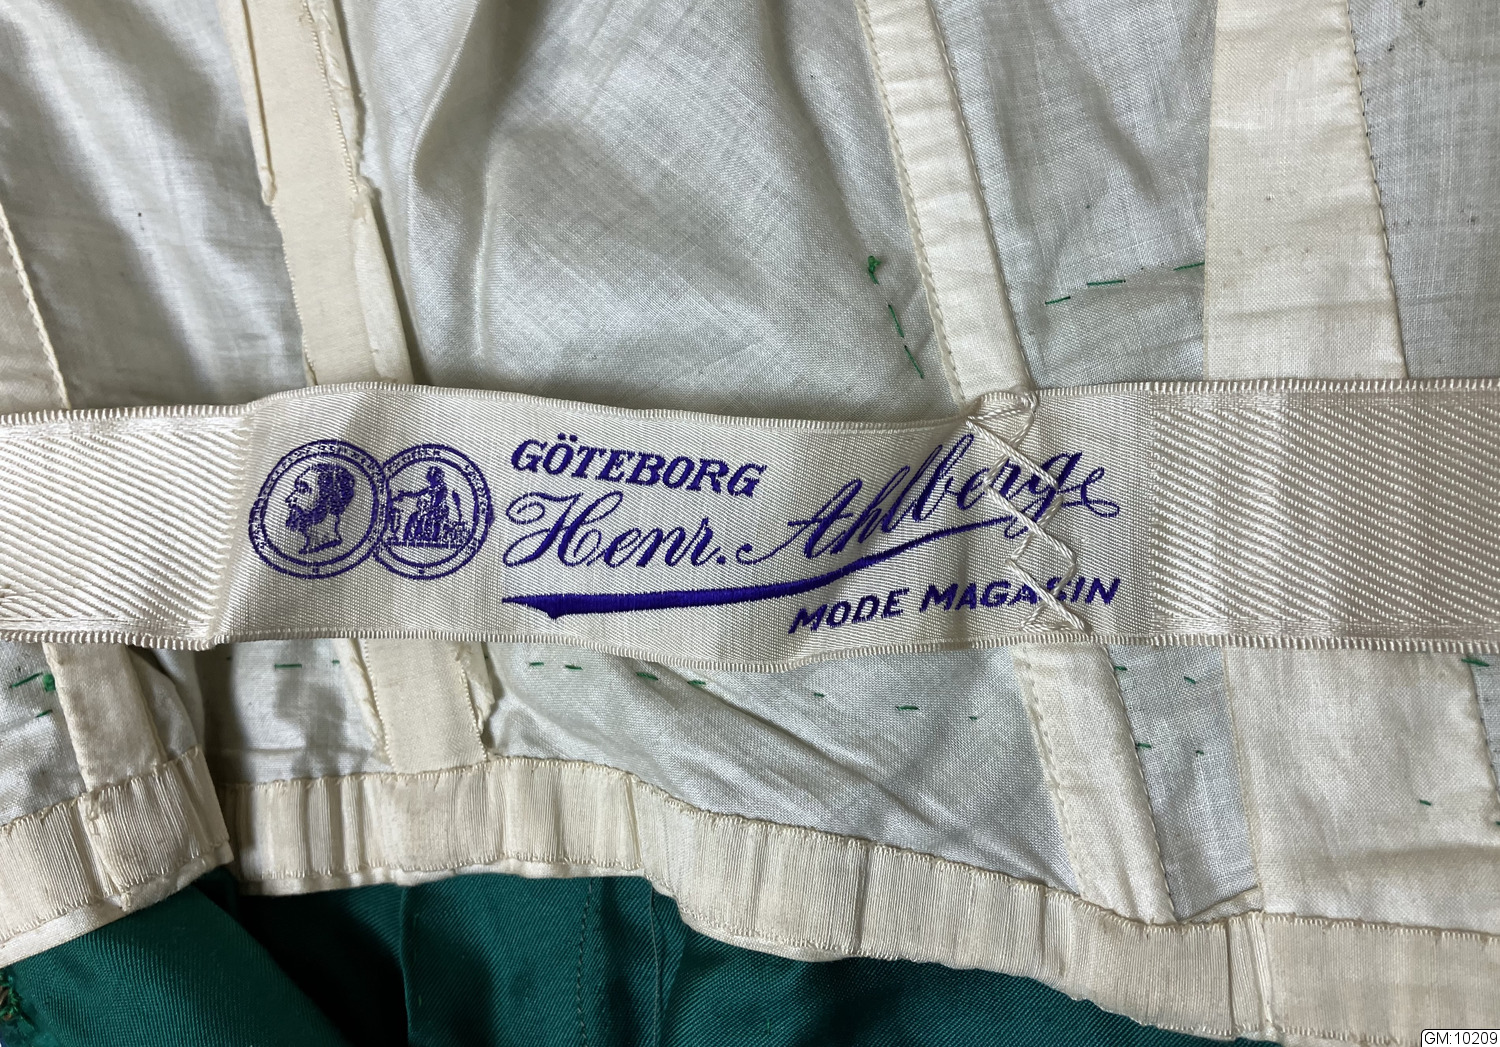 GÖTEBORG
Henr. Ahlberg
MODE MAGASIN
GM:10209